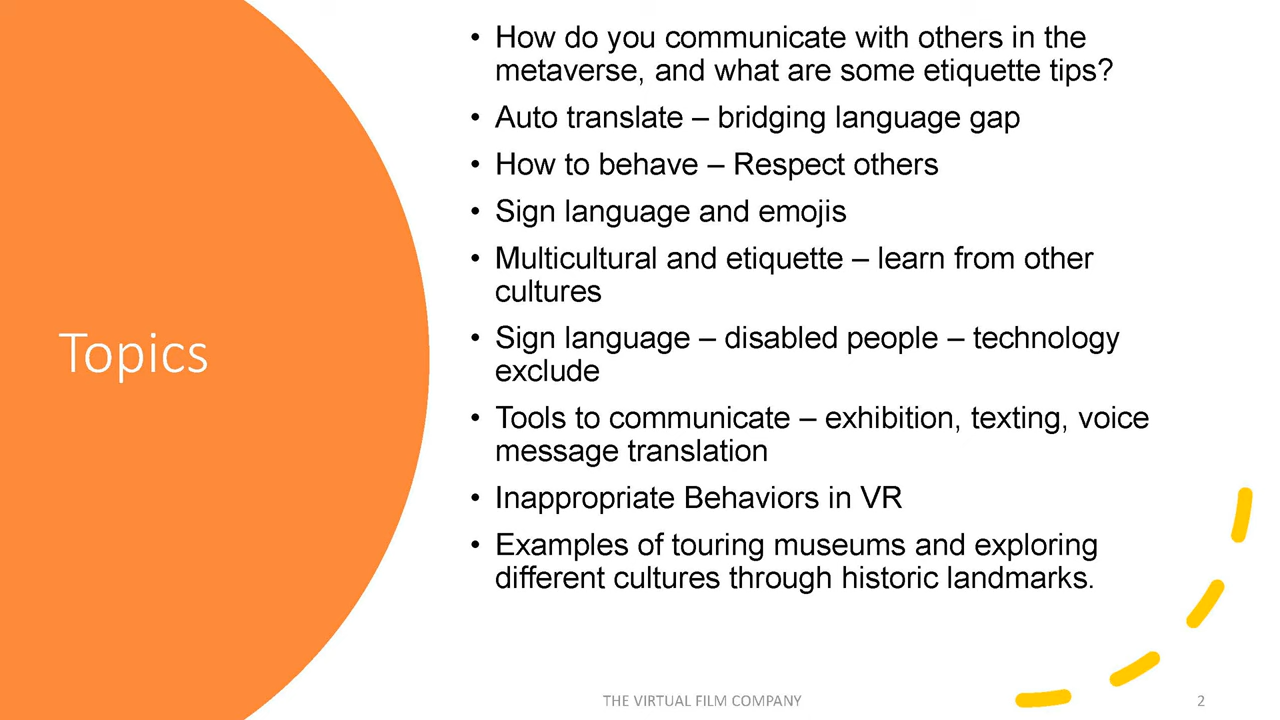 Topics
• How do you communicate with others in the
metaverse, and what are some etiquette tips?
• Auto translate – bridging language gap
• How to behave – Respect others
• Sign language and emojis
• Multicultural and etiquette – learn from other
cultures
• Sign language – disabled people – technology
exclude
• Tools to communicate – exhibition, texting, voice
message translation
• Inappropriate Behaviors in VR
• Examples of touring museums and exploring
different cultures through historic landmarks.
THE VIRTUAL FILM COMPANY
2